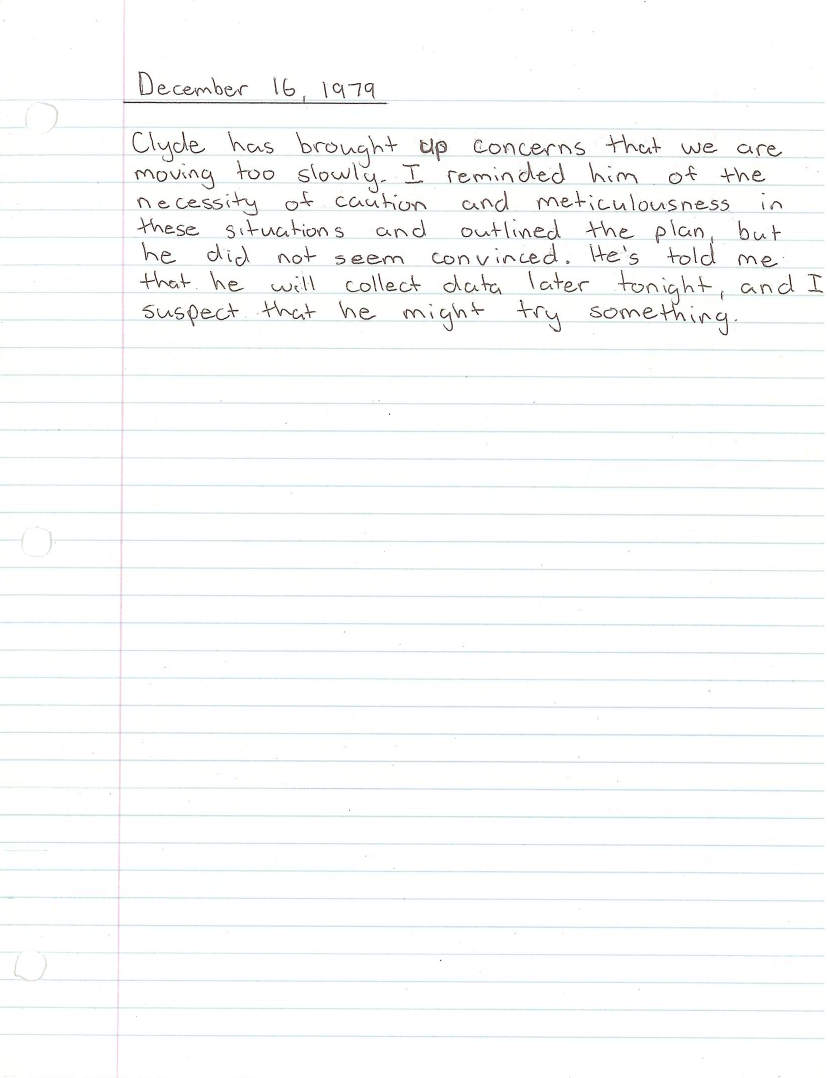 December 16, 1979
Clyde has brought up concerns that we are
moving too slowly. I reminded him of the
necessity of caution and meticulousness in
these situations and outlined the plan, but
he did not seem convinced. He's told me
that he will collect data later tonight, and I
suspect that he might try something.